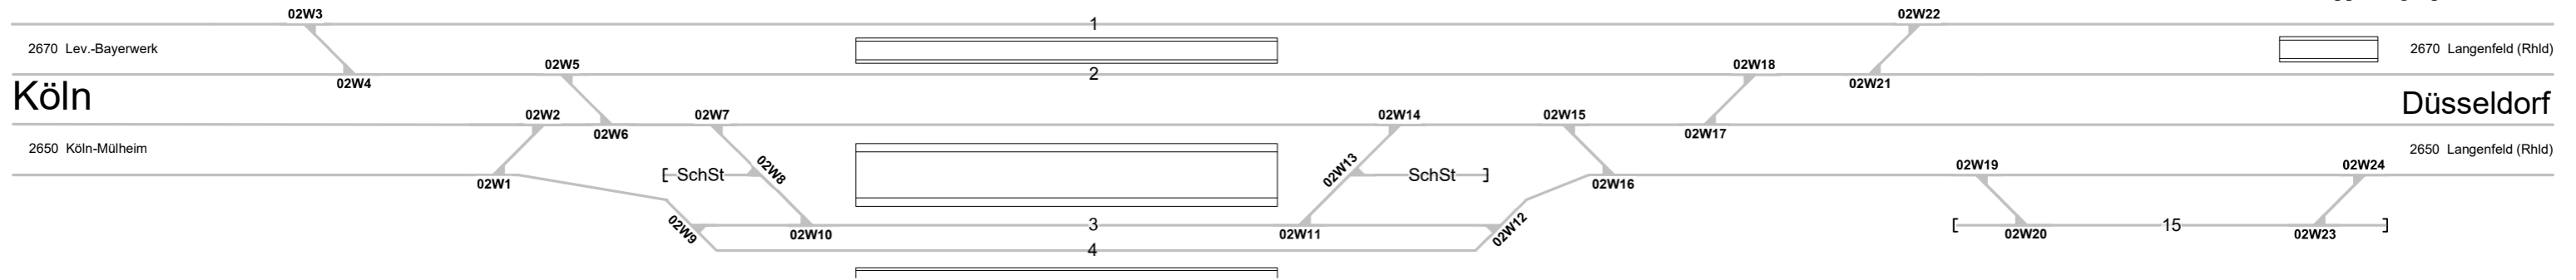 02W3
1
02W22
2670 Lev.-Bayerwerk
2670 Langenfeld (Rhld)
02W5
02W18
2
02W4
02W21
Köln
Düsseldorf
02W2
02W7
02W14
02W15
02W6
02W17
2650 Köln-Mülheim
2650 Langenfeld (Rhld)
02W8
02W13
02W19
02W24
SchSt
SchSt
02W1
02W16
02W9
3
02W12
15
02W10
02W11
02W20
02W23
4